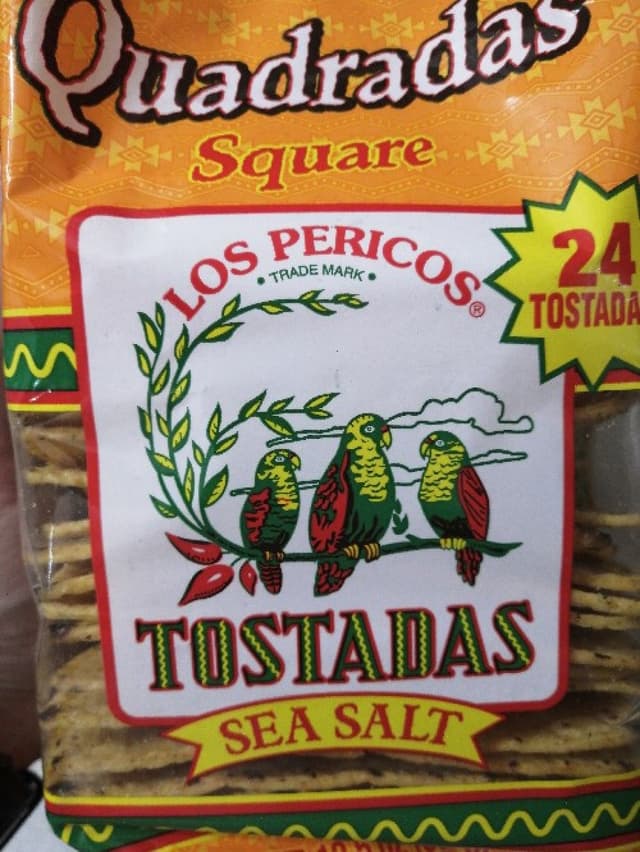 Quadradas
Square
LOS PERICOS®
• TRADE MARK •
24
TOSTADA
TOSTADAS
SEA SALT